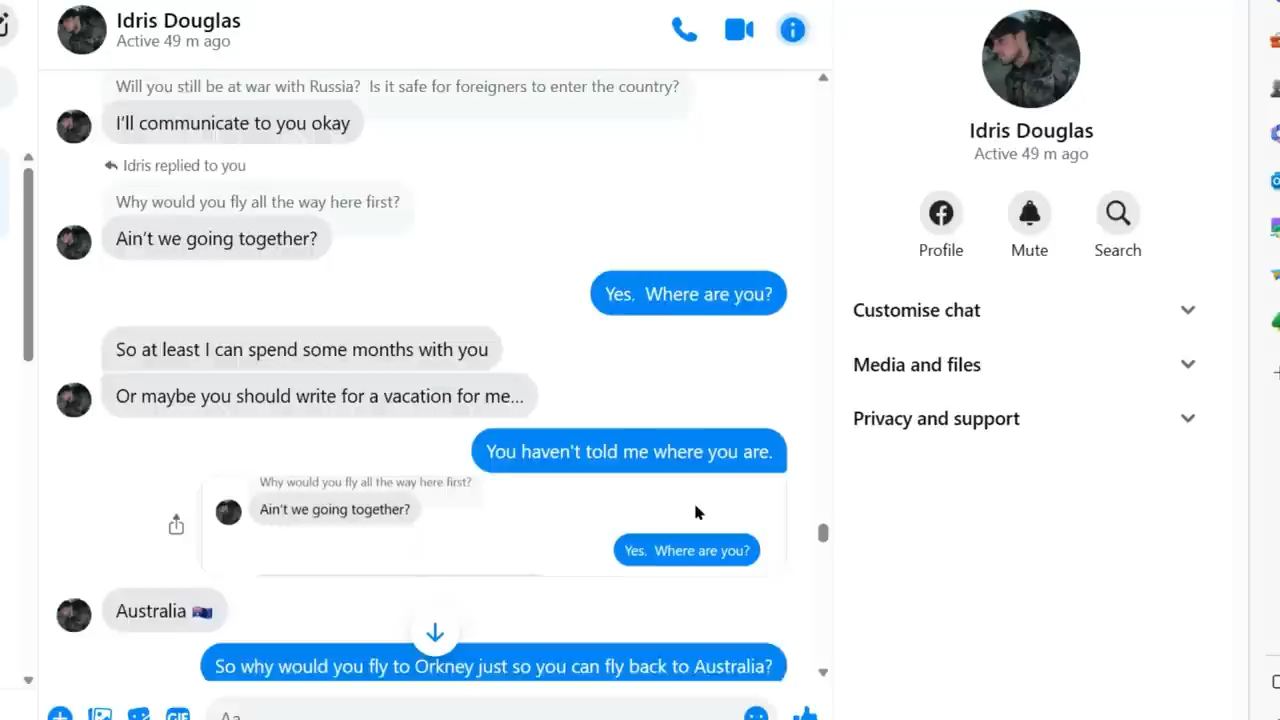 Idris Douglas
Active 49 m ago
Will you still be at war with Russia?  Is it safe for foreigners to enter the country?
I'll communicate to you okay
Idris replied to you
Why would you fly all the way here first?
Ain't we going together?
Yes.  Where are you?
So at least I can spend some months with you
Or maybe you should write for a vacation for me...
You haven't told me where you are.
Why would you fly all the way here first?
Ain't we going together?
Yes.  Where are you?
Australia
So why would you fly to Orkney just so you can fly back to Australia?
GIF
Aa
Idris Douglas
Active 49 m ago
Profile
Mute
Search
Customise chat
Media and files
Privacy and support